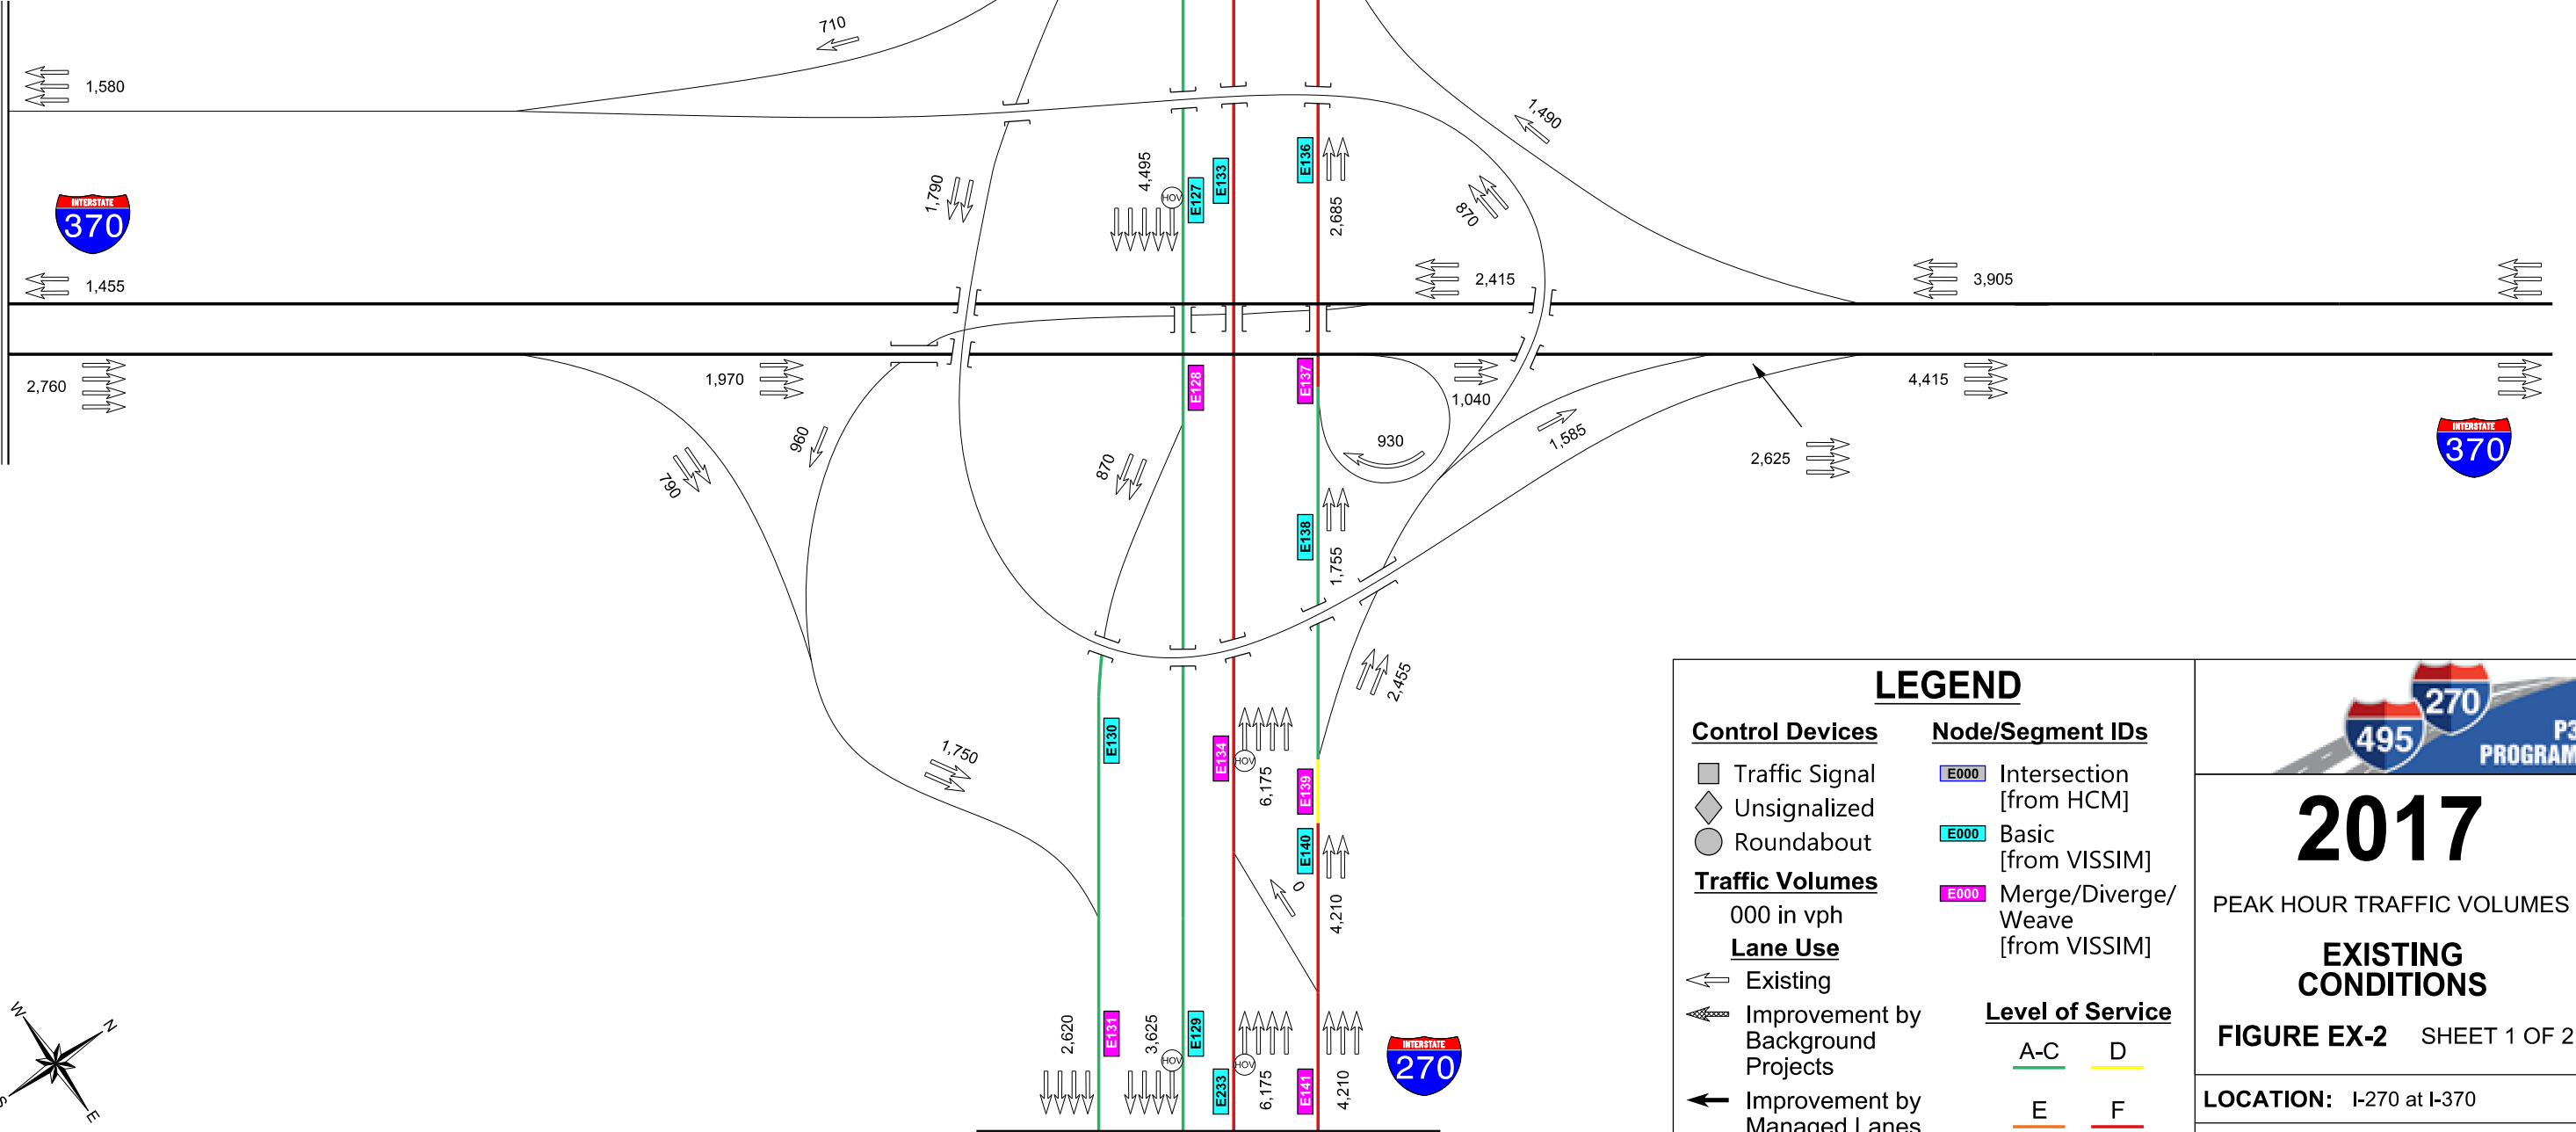 710
1,580
1,490
4,495
HOV
E127
E133
E136
2,685
1,790
870
INTERSTATE
370
1,455
2,415
3,905
2,760
1,970
E128
E137
1,040
4,415
960
870
930
1,585
2,625
INTERSTATE
370
790
E138
1,755
2,455
1,750
E130
E134
HOV
6,175
E139
E140
0
4,210
2,620
E131
3,625
HOV
E129
E233
HOV
6,175
E141
4,210
INTERSTATE
270
W
N
S
E
LEGEND
Control Devices
Traffic Signal
Unsignalized
Roundabout
Traffic Volumes
000 in vph
Lane Use
Existing
Improvement by
Background
Projects
Improvement by
Managed Lanes
Node/Segment IDs
E000 Intersection
[from HCM]
E000 Basic
[from VISSIM]
E000 Merge/Diverge/
Weave
[from VISSIM]
Level of Service
A-C D
E F
495
270
P3
PROGRAM
2017
PEAK HOUR TRAFFIC VOLUMES
EXISTING
CONDITIONS
FIGURE EX-2 SHEET 1 OF 2
LOCATION: I-270 at I-370